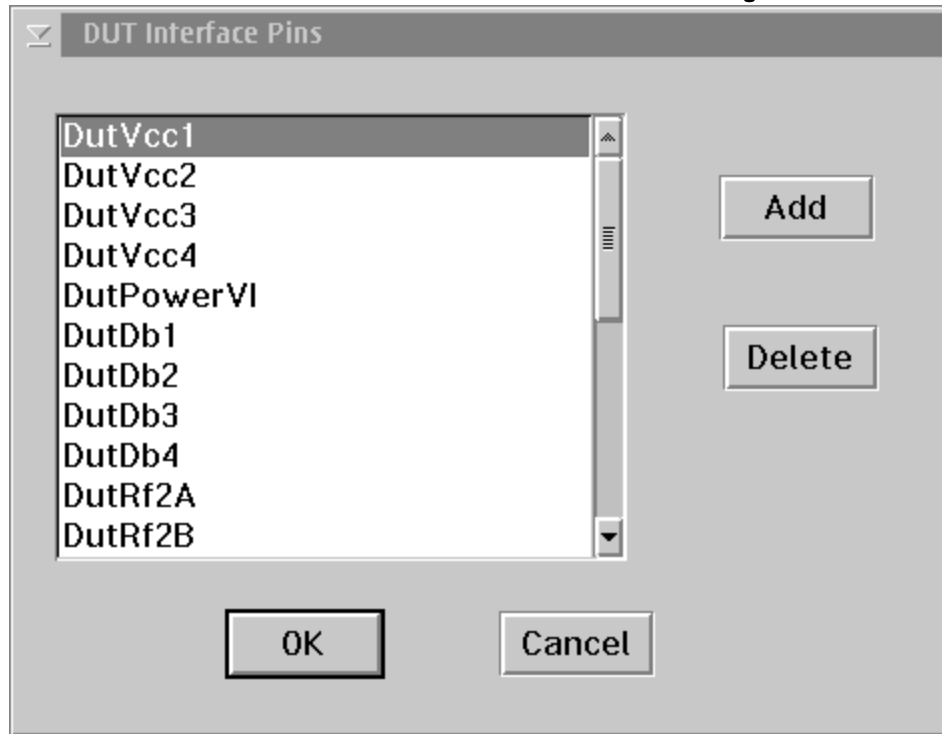 DUT Interface Pins
DutVcc1
DutVcc2
DutVcc3
DutVcc4
DutPowerVI
DutDb1
DutDb2
DutDb3
DutDb4
DutRf2A
DutRf2B
Add
Delete
OK
Cancel